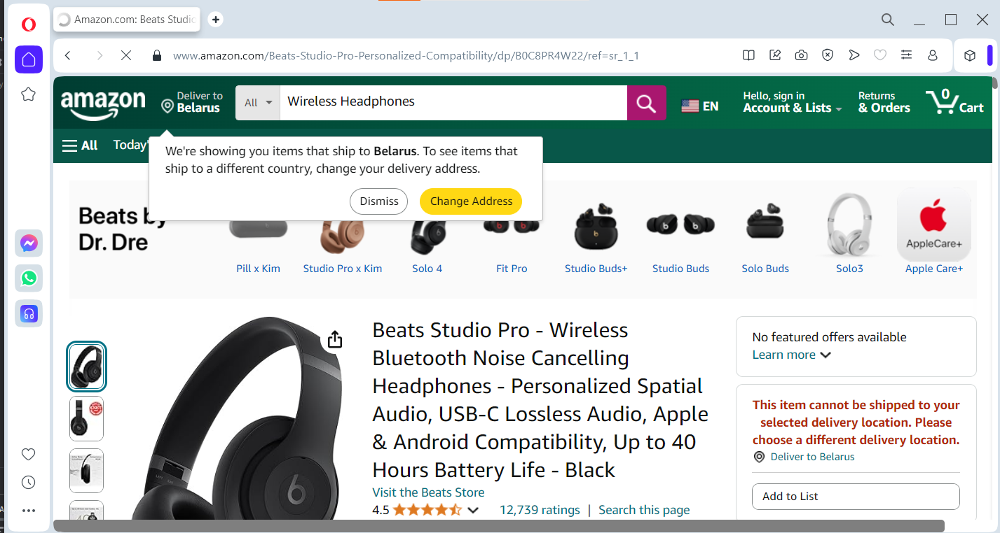 Amazon.com: Beats Studio
www.amazon.com/Beats-Studio-Pro-Personalized-Compatibility/dp/B0C8PR4W22/ref=sr_1_1
amazon
Deliver to
Belarus
All
Wireless Headphones
EN
Hello, sign in
Account & Lists
Returns
& Orders
0
Cart
All
Today'
We're showing you items that ship to Belarus. To see items that
ship to a different country, change your delivery address.
Dismiss
Change Address
Beats by
Dr. Dre
AppleCare+
Pill x Kim
Studio Pro x Kim
Solo 4
Fit Pro
Studio Buds+
Studio Buds
Solo Buds
Solo3
Apple Care+
Beats Studio Pro - Wireless
Bluetooth Noise Cancelling
Headphones - Personalized Spatial
Audio, USB-C Lossless Audio, Apple
& Android Compatibility, Up to 40
Hours Battery Life - Black
Visit the Beats Store
4.5
12,739 ratings | Search this page
No featured offers available
Learn more
This item cannot be shipped to your
selected delivery location. Please
choose a different delivery location.
Deliver to Belarus
Add to List